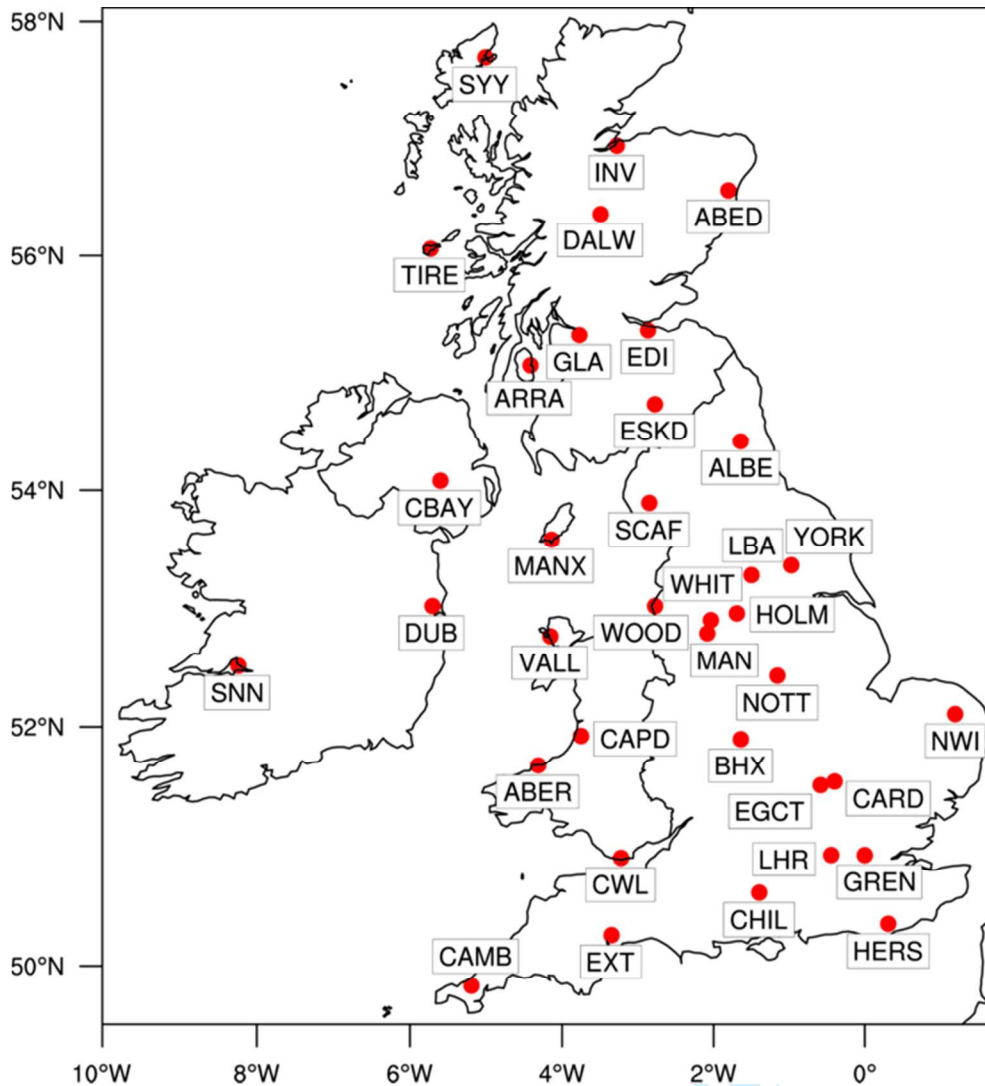 58°N
SYY
INV
ABED
DALW
56°N
TIRE
GLA
EDI
ARRA
ESKD
ALBE
54°N
CBAY
SCAF
YORK
LBA
MANX
WHIT
HOLM
DUB
WOOD
MAN
VALL
SNN
NOTT
52°N
CAPD
NWI
BHX
ABER
CARD
EGCT
LHR
CWL
GREN
CHIL
CAMB
HERS
EXT
50°N
10°W 8°W 6°W 4°W 2°W 0°